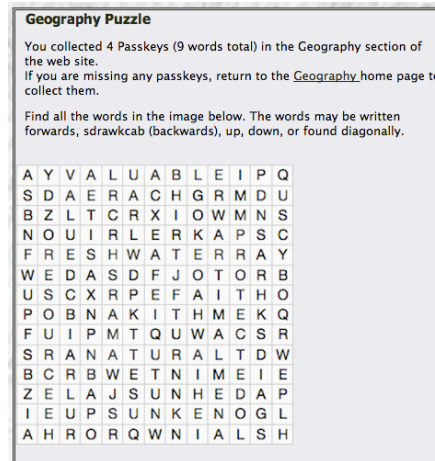 Geography Puzzle
You collected 4 Passkeys (9 words total) in the Geography section of
the web site.
If you are missing any passkeys, return to the Geography home page t
collect them.
Find all the words in the image below. The words may be written
forwards, sdrawkcab (backwards), up, down, or found diagonally.
A Y V A L U A B L E I P Q
S D A E R A C H G R M D U
B Z L T C R X I O W M N S
N O U I R L E R K A P S C
F R E S H W A T E R R A Y
W E D A S D F J O T O R B
U S C X R P E F A I T H O
P O B N A K I T H M E K Q
F U I P M T Q U W A C S R
S R A N A T U R A L T D W
B C R B W E T N I M E I E
Z E L A J S U N H E D A P
I E U P S U N K E N O G L
A H R O R Q W N I A L S H